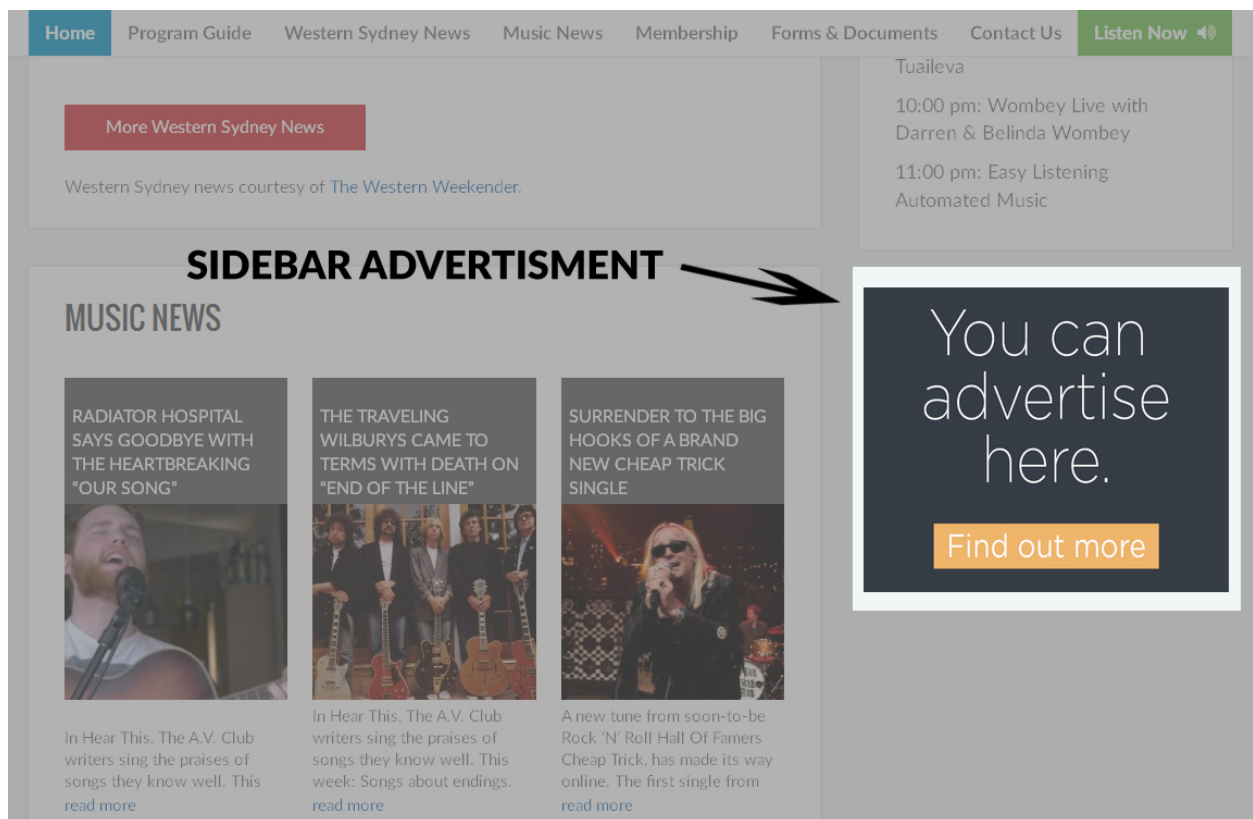 Home Program Guide Western Sydney News Music News Membership Forms & Documents Contact Us Listen Now
More Western Sydney News
Western Sydney news courtesy of The Western Weekender.
Tuaileva
10:00 pm: Wombey Live with
Darren & Belinda Wombey
11:00 pm: Easy Listening
Automated Music
SIDEBAR ADVERTISMENT
You can
advertise
here.
Find out more
MUSIC NEWS
RADIATOR HOSPITAL
SAYS GOODBYE WITH
THE HEARTBREAKING
“OUR SONG”
In Hear This, The A.V. Club
writers sing the praises of
songs they know well. This
read more
THE TRAVELING
WILBURYS CAME TO
TERMS WITH DEATH ON
“END OF THE LINE”
In Hear This, The A.V. Club
writers sing the praises of
songs they know well. This
week: Songs about endings.
read more
SURRENDER TO THE BIG
HOOKS OF A BRAND
NEW CHEAP TRICK
SINGLE
A new tune from soon-to-be
Rock ‘N’ Roll Hall Of Famers
Cheap Trick, has made its way
online. The first single from
read more